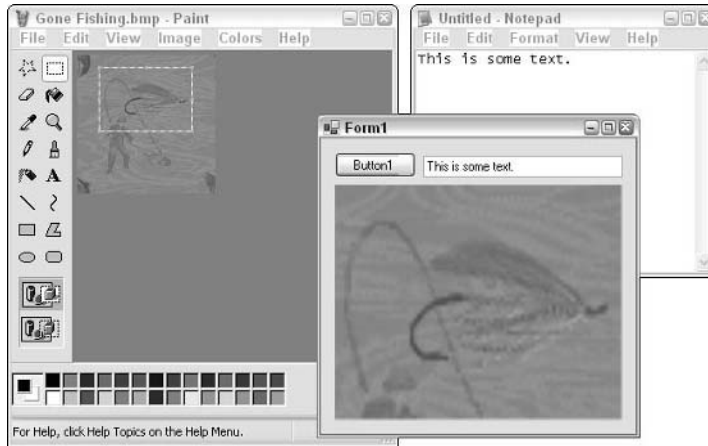 Gone Fishing.bmp - Paint
File Edit View Image Colors Help
A
For Help, click Help Topics on the Help Menu.
Untitled - Notepad
File Edit Format View Help
This is some text.
Form1
Button1
This is some text.